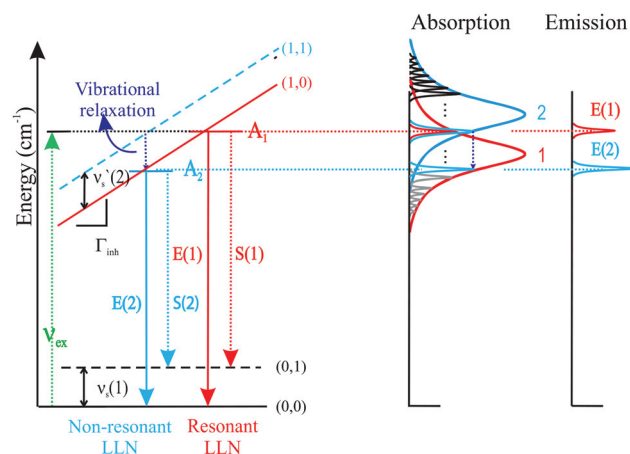 Absorption
Emission
Energy (cm⁻¹)
(1,1)
(1,0)
Vibrational
relaxation
A₁
A₂
νₛ`(2)
Γᵢₙₕ
E(1)
S(1)
E(2)
S(2)
νₑₓ
νₛ(1)
(0,1)
(0,0)
Non-resonant
LLN
Resonant
LLN
2
1
E(1)
E(2)